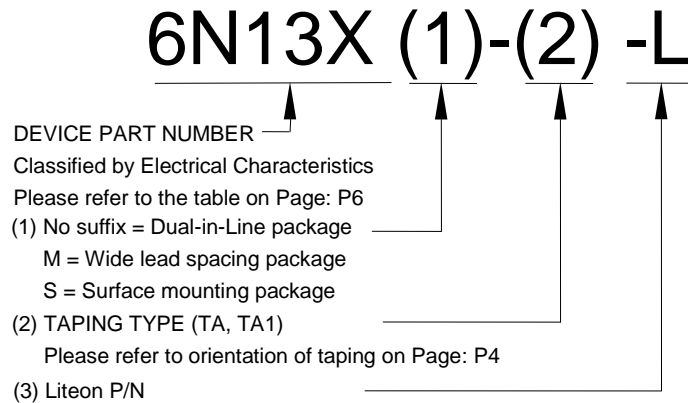 6N13X (1)-(2) -L
DEVICE PART NUMBER
Classified by Electrical Characteristics
Please refer to the table on Page: P6
(1) No suffix = Dual-in-Line package
M = Wide lead spacing package
S = Surface mounting package
(2) TAPING TYPE (TA, TA1)
Please refer to orientation of taping on Page: P4
(3) Liteon P/N